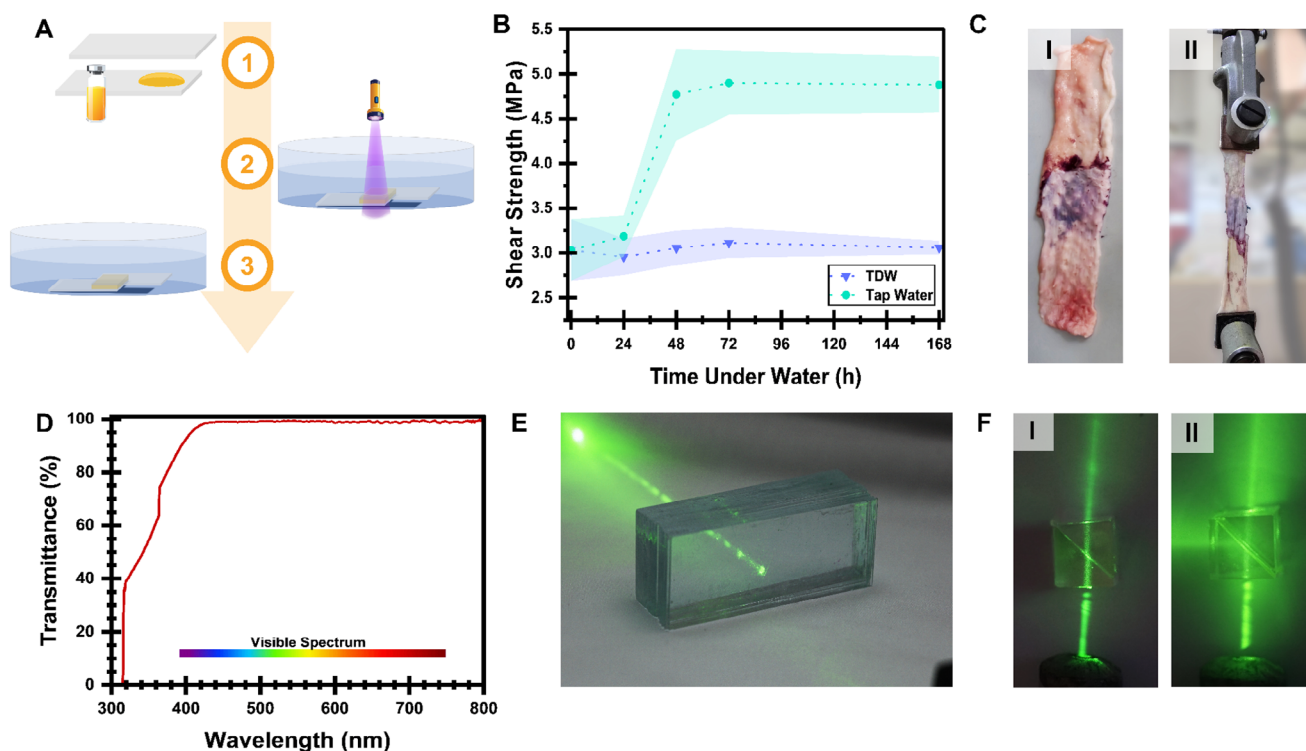 A
1
2
3
B
5.5
5.0
4.5
4.0
3.5
3.0
2.5
Shear Strength (MPa)
TDW
Tap Water
0 24 48 72 96 120 144 168
Time Under Water (h)
C
I
II
D
100
80
60
40
20
0
Transmittance (%)
Visible Spectrum
300 400 500 600 700 800
Wavelength (nm)
E
F
I
II